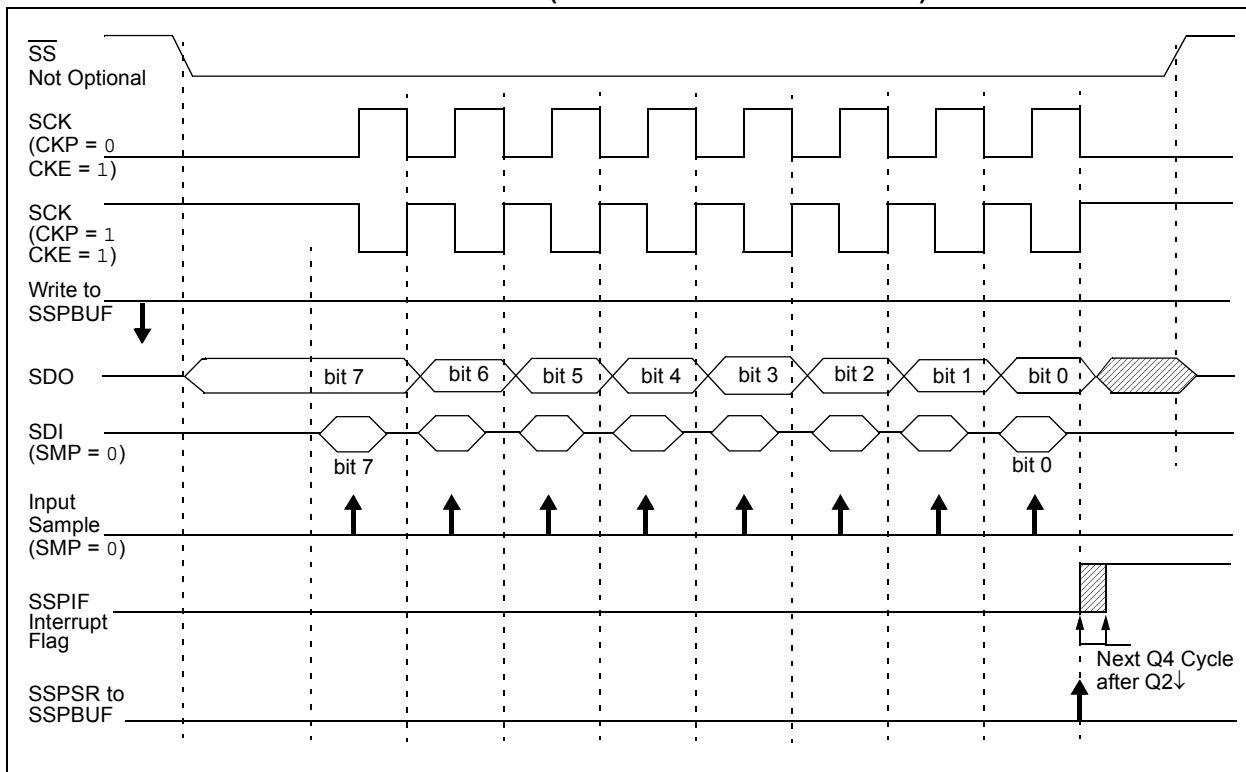 SS
Not Optional
SCK
(CKP = 0
CKE = 1)
SCK
(CKP = 1
CKE = 1)
Write to
SSPBUF
SDO
bit 7 bit 6 bit 5 bit 4 bit 3 bit 2 bit 1 bit 0
SDI
(SMP = 0)
bit 7 bit 0
Input
Sample
(SMP = 0)
SSPIF
Interrupt
Flag
Next Q4 Cycle
after Q2↓
SSPSR to
SSPBUF